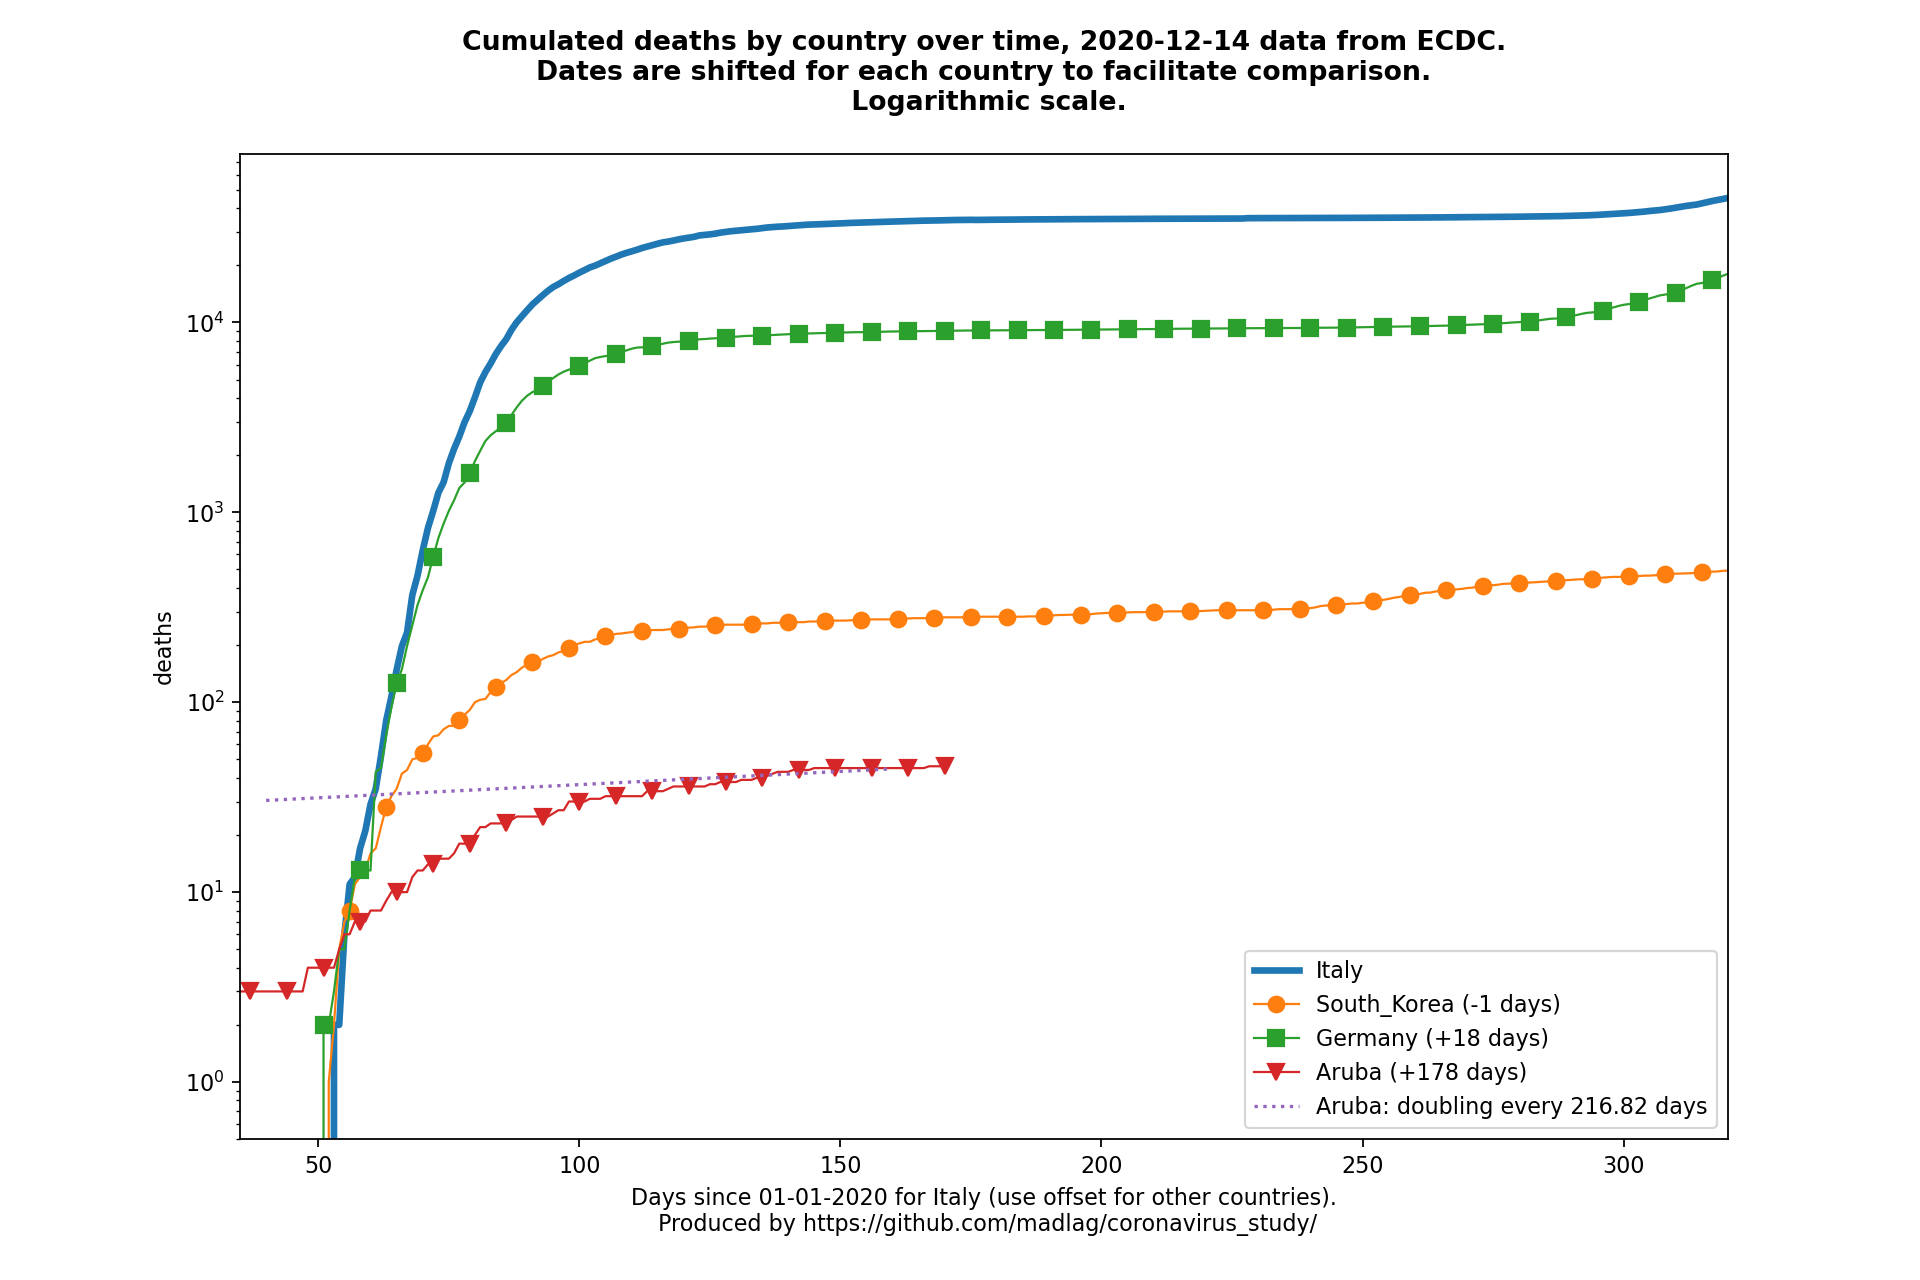 Cumulated deaths by country over time, 2020-12-14 data from ECDC.
Dates are shifted for each country to facilitate comparison.
Logarithmic scale.
deaths
10^4
10^3
10^2
10^1
10^0
Italy
South_Korea (-1 days)
Germany (+18 days)
Aruba (+178 days)
Aruba: doubling every 216.82 days
50 100 150 200 250 300
Days since 01-01-2020 for Italy (use offset for other countries).
Produced by https://github.com/madlag/coronavirus_study/